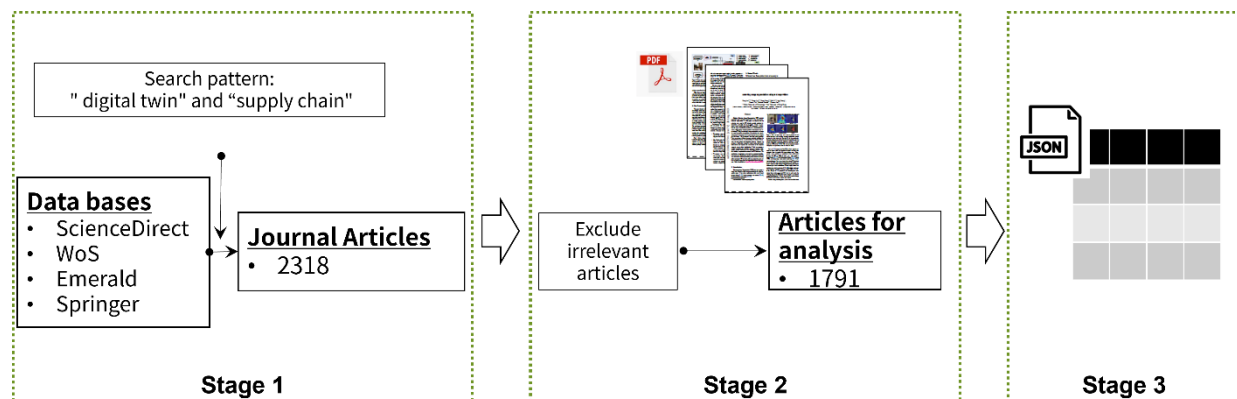 Search pattern:
" digital twin" and “supply chain"
Data bases
• ScienceDirect
• WoS
• Emerald
• Springer
Journal Articles
• 2318
Stage 1
PDF
Exclude
irrelevant
articles
Articles for
analysis
• 1791
Stage 2
JSON
Stage 3